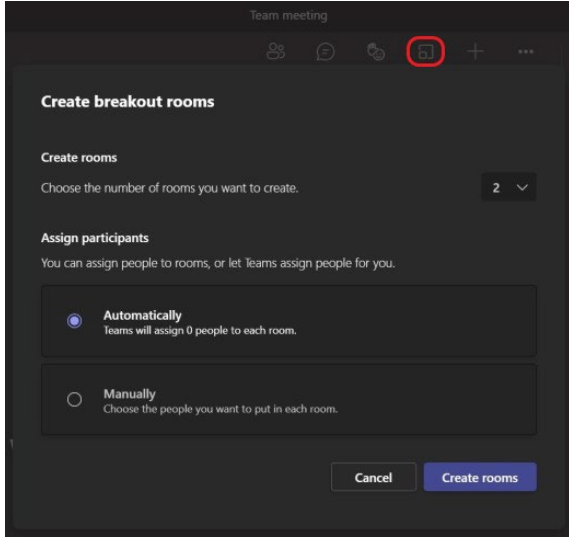 Team meeting
Create breakout rooms
Create rooms
Choose the number of rooms you want to create.
2
Assign participants
You can assign people to rooms, or let Teams assign people for you.
Automatically
Teams will assign 0 people to each room.
Manually
Choose the people you want to put in each room.
Cancel
Create rooms